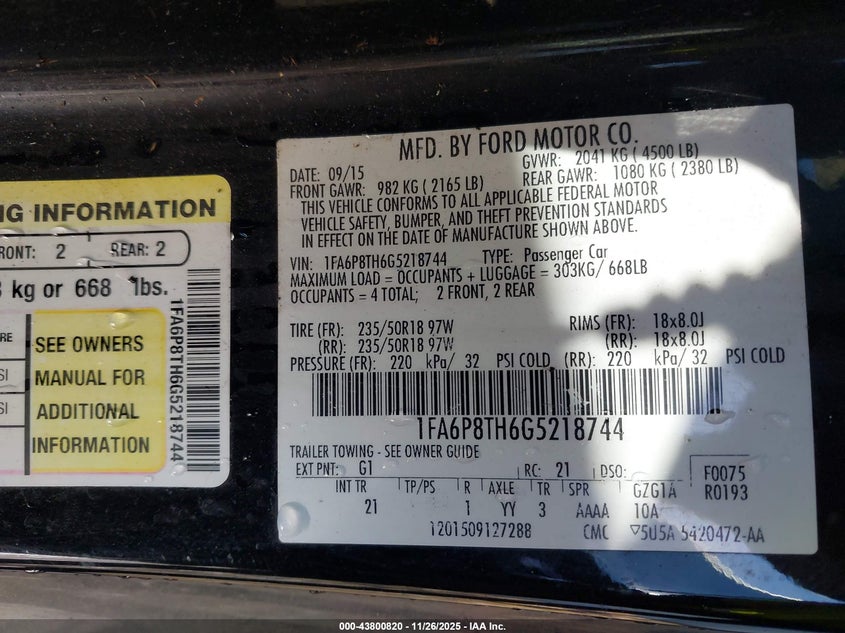 NG INFORMATION
FRONT: 2 REAR: 2
kg or 668 lbs.
SEE OWNERS
MANUAL FOR
ADDITIONAL
INFORMATION
1FA6P8TH6G5218744
MFD. BY FORD MOTOR CO.
DATE: 09/15 GVWR: 2041 KG ( 4500 LB)
FRONT GAWR: 982 KG ( 2165 LB) REAR GAWR: 1080 KG ( 2380 LB)
THIS VEHICLE CONFORMS TO ALL APPLICABLE FEDERAL MOTOR
VEHICLE SAFETY, BUMPER, AND THEFT PREVENTION STANDARDS
IN EFFECT ON THE DATE OF MANUFACTURE SHOWN ABOVE.
VIN: 1FA6P8TH6G5218744 TYPE: Passenger Car
MAXIMUM LOAD = OCCUPANTS + LUGGAGE = 303KG/ 668LB
OCCUPANTS = 4 TOTAL; 2 FRONT, 2 REAR
TIRE (FR): 235/50R18 97W RIMS (FR): 18x8.0J
(RR): 235/50R18 97W (RR): 18x8.0J
PRESSURE (FR): 220 kPa/ 32 PSI COLD (RR): 220 kPa/ 32 PSI COLD
1FA6P8TH6G5218744
TRAILER TOWING - SEE OWNER GUIDE
EXT PNT: G1 RC: 21 DSO: F0075
INT TR TP/PS R AXLE TR SPR GZG1A R0193
21 1 YY 3 AAAA 10A
1201509127288 CMC ▽5U5A 5420472-AA
000-43800820 - 11/26/2025 - IAA Inc.